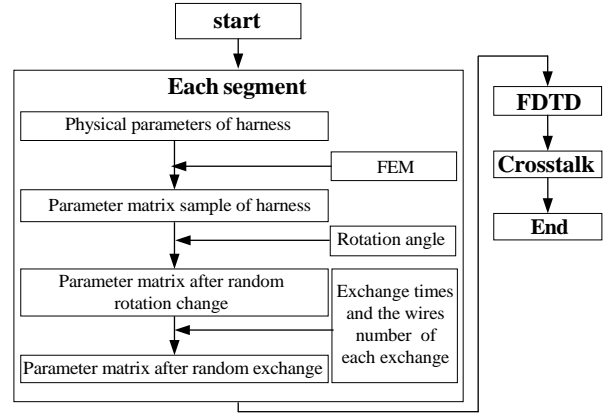 start
Each segment
Physical parameters of harness
FEM
Parameter matrix sample of harness
Rotation angle
Parameter matrix after random
rotation change
Exchange times
and the wires
number of
each exchange
Parameter matrix after random exchange
FDTD
Crosstalk
End